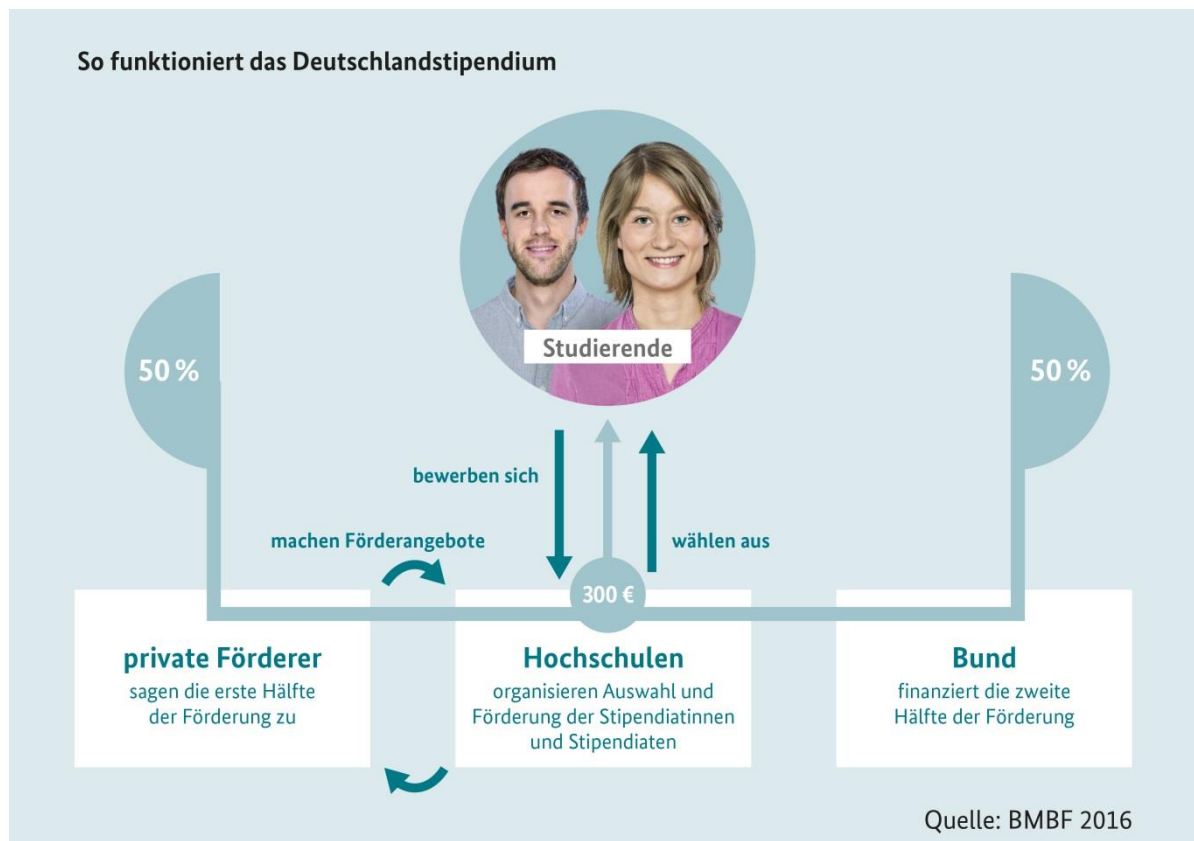 So funktioniert das Deutschlandstipendium
Studierende
50 %
50 %
bewerben sich
machen Förderangebote
wählen aus
300 €
private Förderer
sagen die erste Hälfte
der Förderung zu
Hochschulen
organisieren Auswahl und
Förderung der Stipendiatinnen
und Stipendiaten
Bund
finanziert die zweite
Hälfte der Förderung
Quelle: BMBF 2016